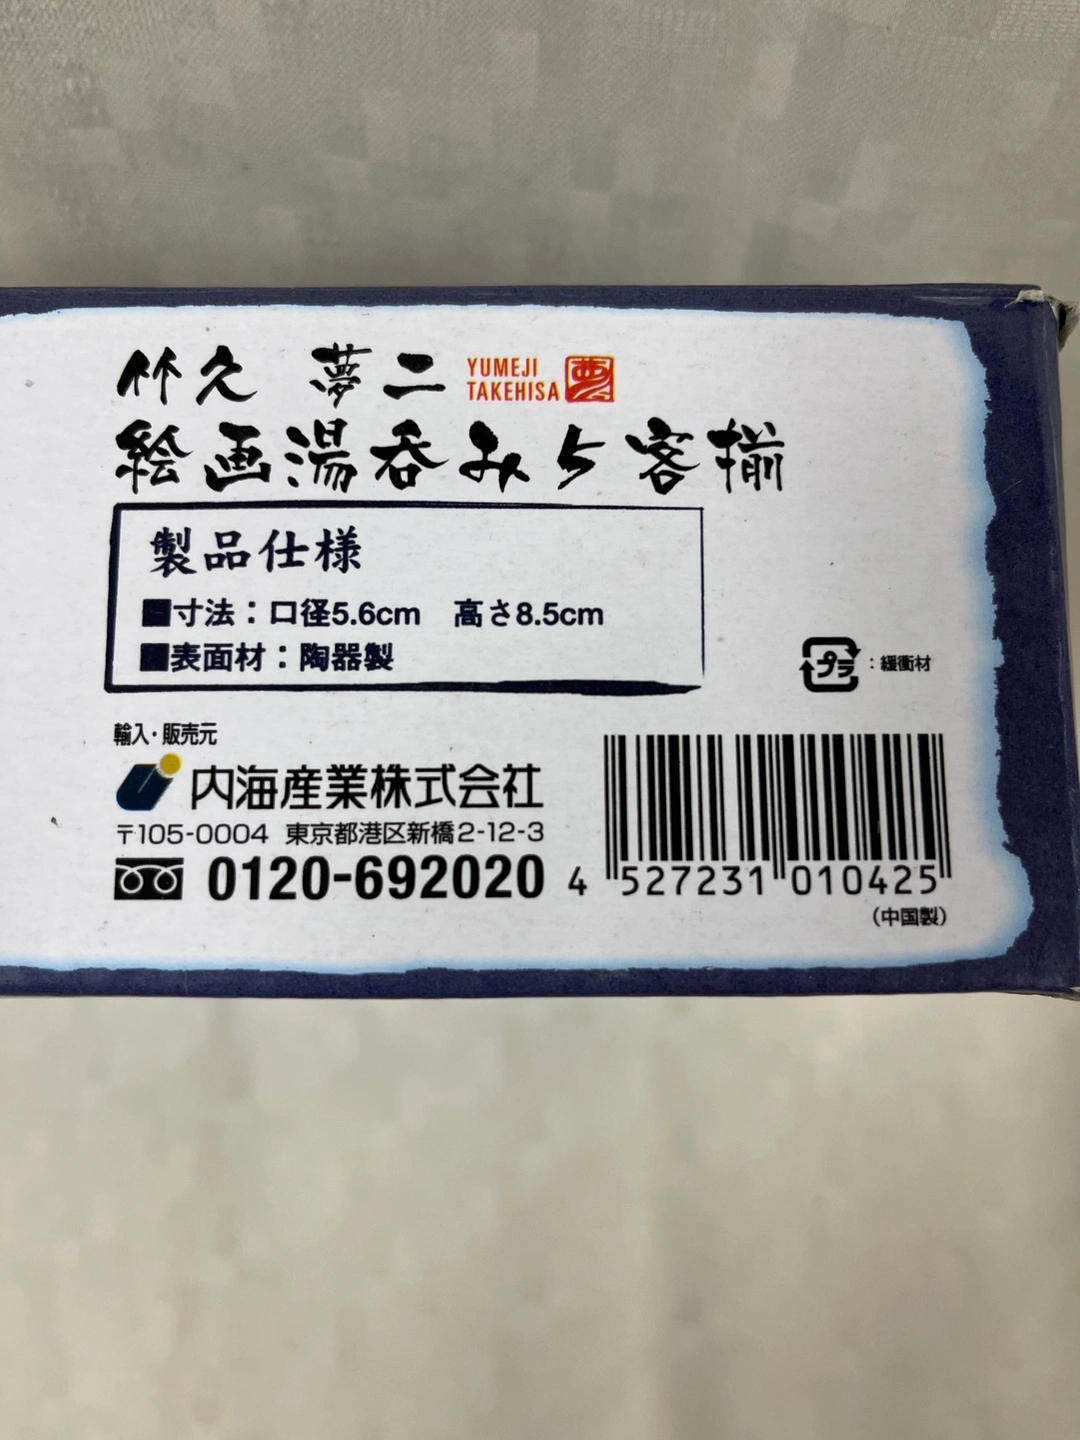 竹久 夢二 YUMEJI TAKEHISA
絵画湯呑み5客揃
製品仕様
■寸法：口径5.6cm 高さ8.5cm
■表面材：陶器製
プラ：緩衝材
輸入・販売元
内海産業株式会社
〒105-0004 東京都港区新橋2-12-3
0120-692020
4 527231 010425
（中国製）